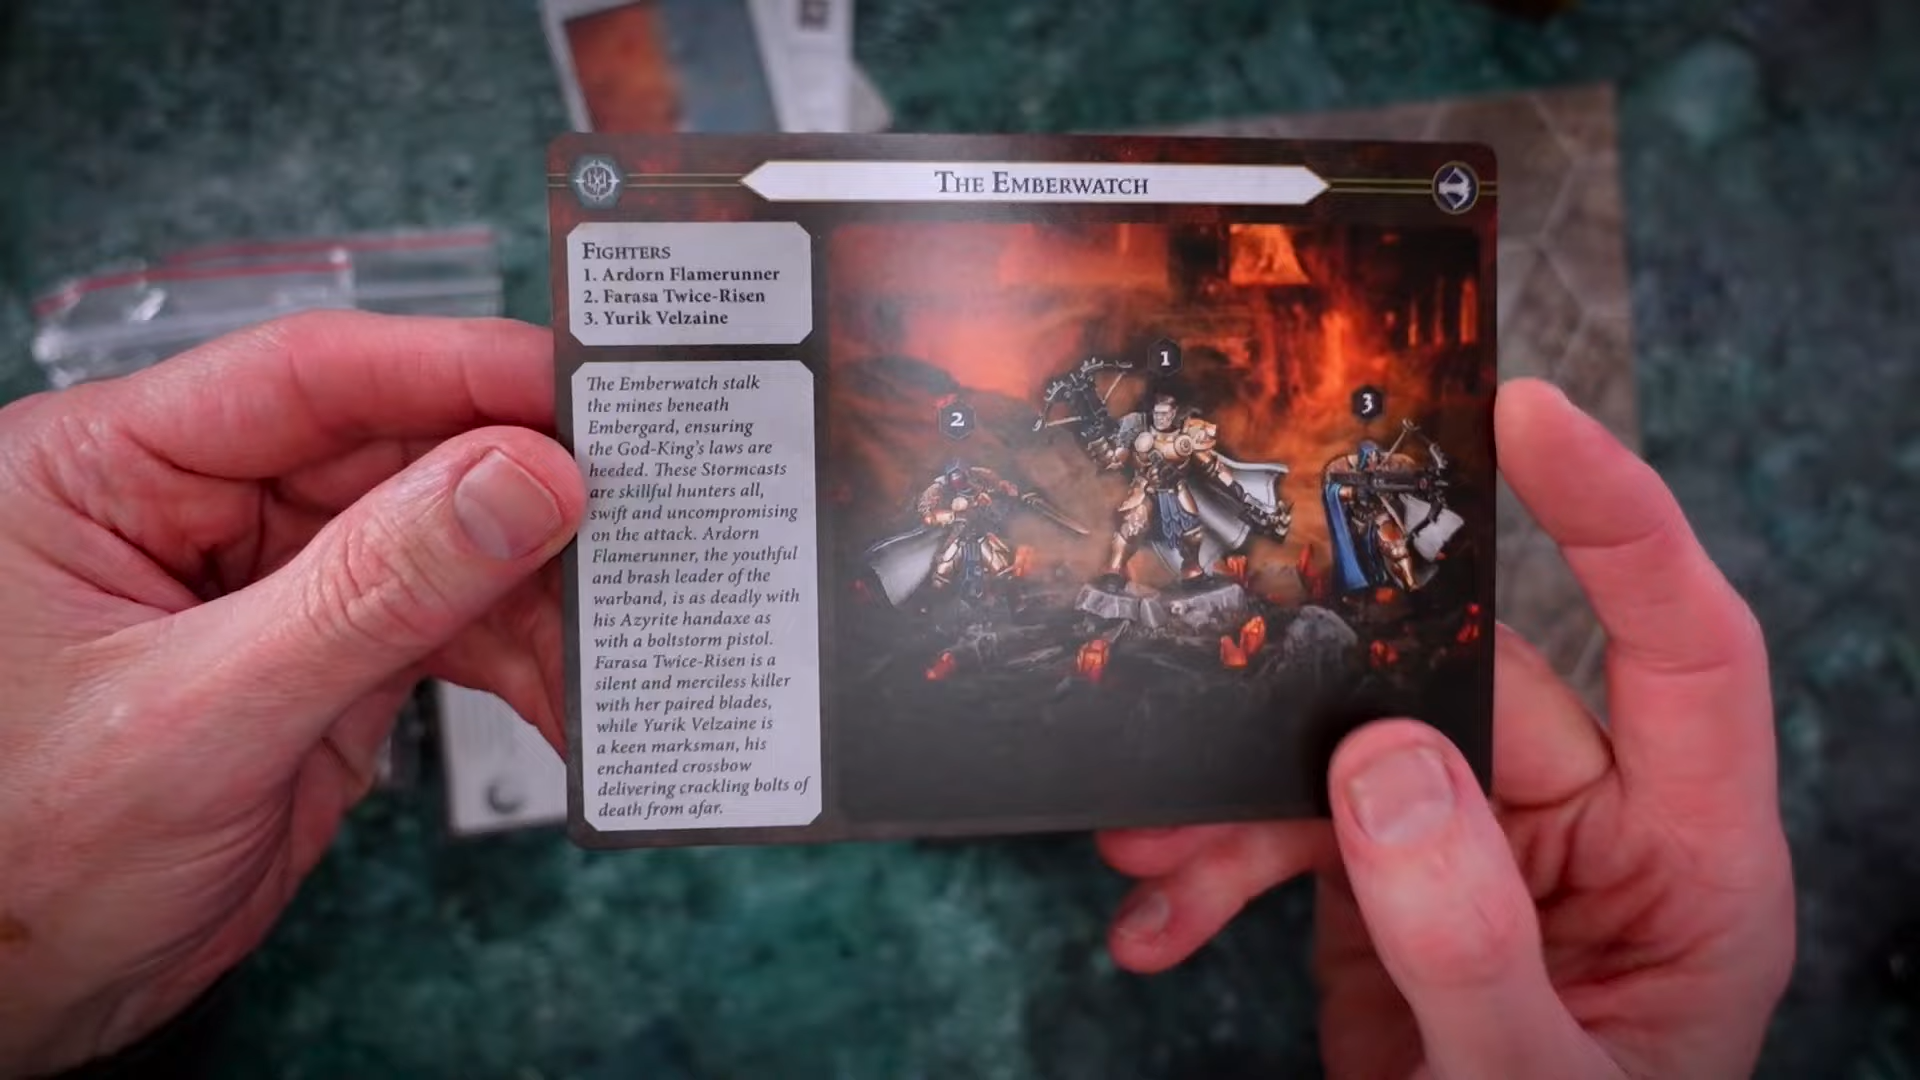 The Emberwatch
Fighters
1. Ardorn Flamerunner
2. Farasa Twice-Risen
3. Yurik Velzaine
The Emberwatch stalk
the mines beneath
Embergard, ensuring
the God-King's laws are
heeded. These Stormcasts
are skillful hunters all,
swift and uncompromising
on the attack. Ardorn
Flamerunner, the youthful
and brash leader of the
warband, is as deadly with
his Azyrite handaxe as
with a boltstorm pistol.
Farasa Twice-Risen is a
silent and merciless killer
with her paired blades,
while Yurik Velzaine is
a keen marksman, his
enchanted crossbow
delivering crackling bolts of
death from afar.
1
2
3